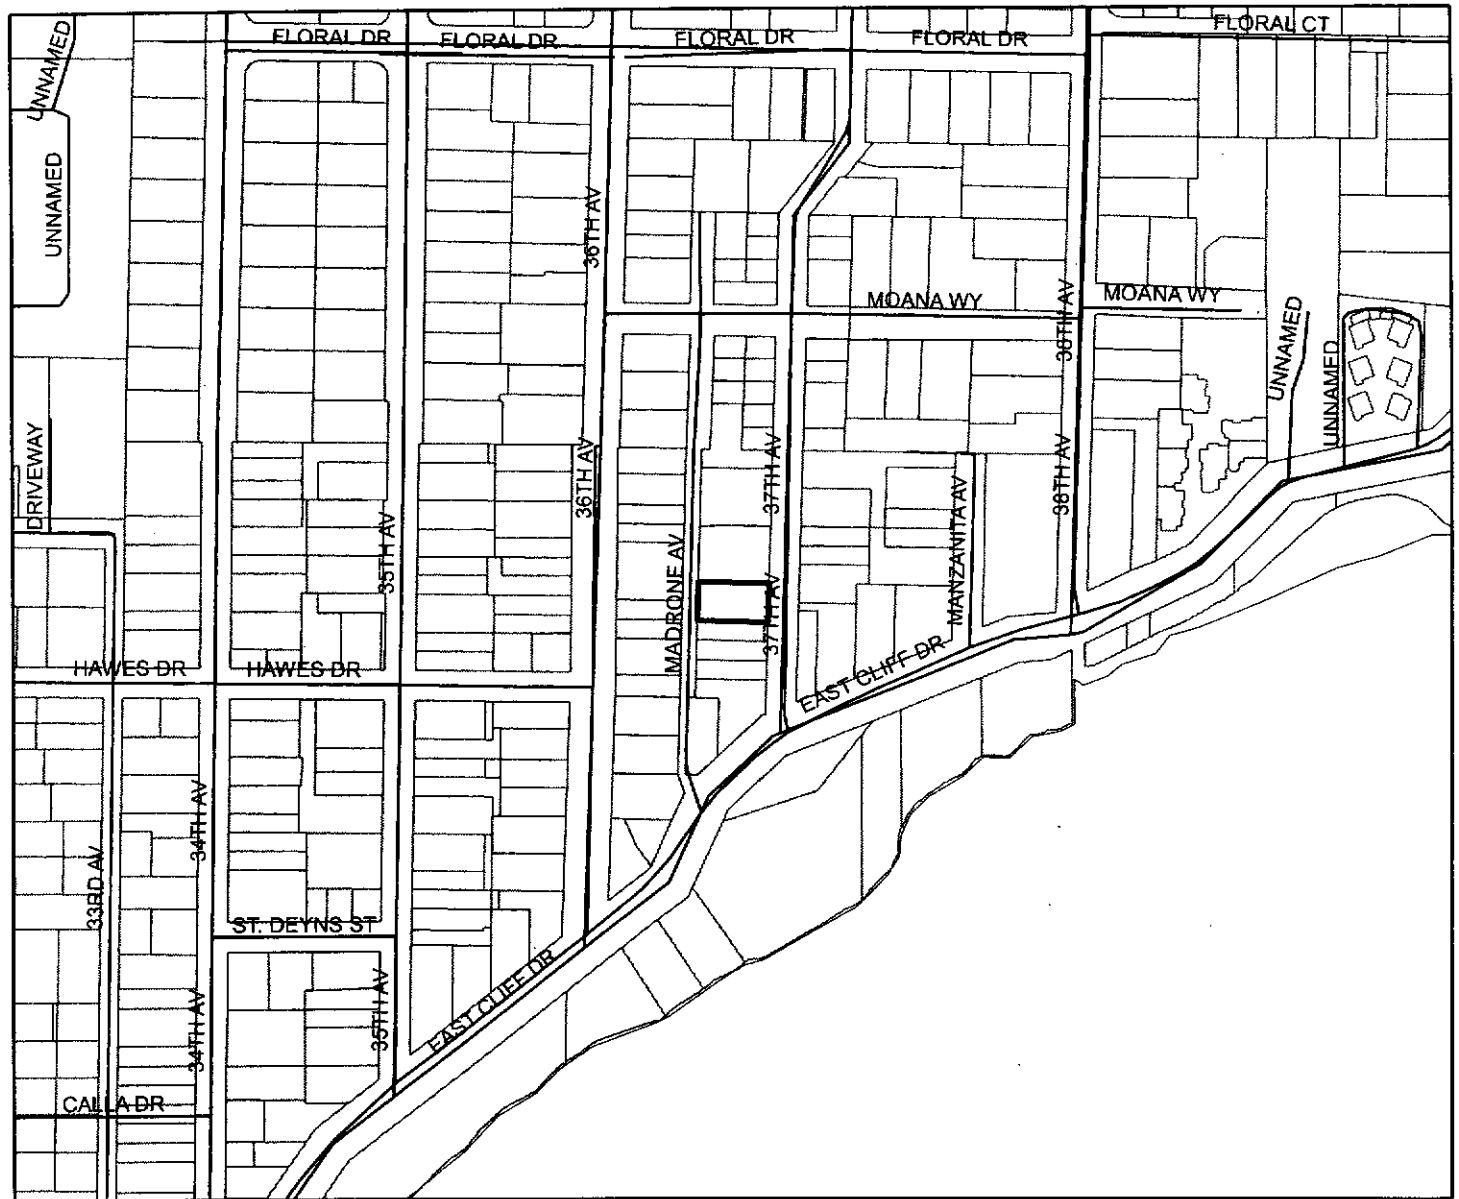 FLORAL DR
FLORAL DR
FLORAL DR
FLORAL DR
FLORAL CT
UNNAMED
UNNAMED
36TH AV
MOANA WY
38TH AV
MOANA WY
UNNAMED
UNNAMED
DRIVEWAY
36TH AV
37TH AV
38TH AV
35TH AV
MADRONE AV
37TH AV
MANZANITA AV
HAWES DR
HAWES DR
EAST CLIFF DR
34TH AV
33RD AV
ST. DEYNS ST
EAST CLIFF DR
34TH AV
35TH AV
CALLA DR